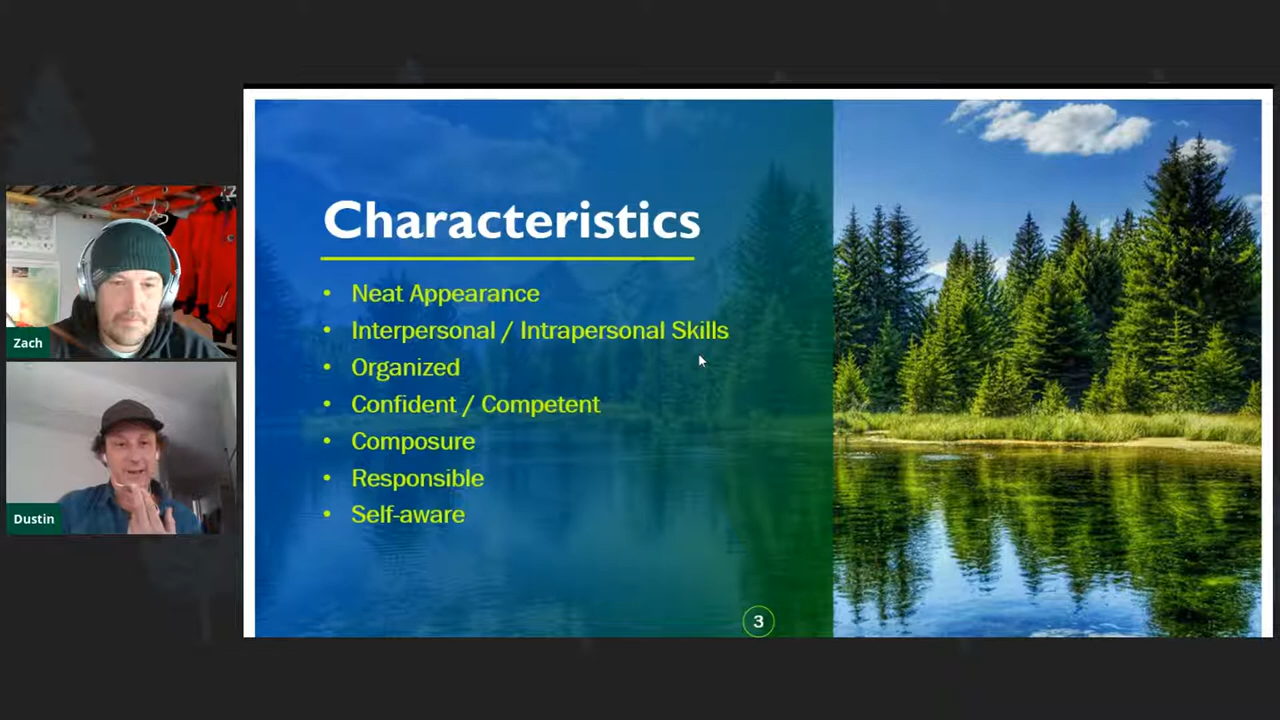 Characteristics
• Neat Appearance
• Interpersonal / Intrapersonal Skills
• Organized
• Confident / Competent
• Composure
• Responsible
• Self-aware
3
Zach
Dustin